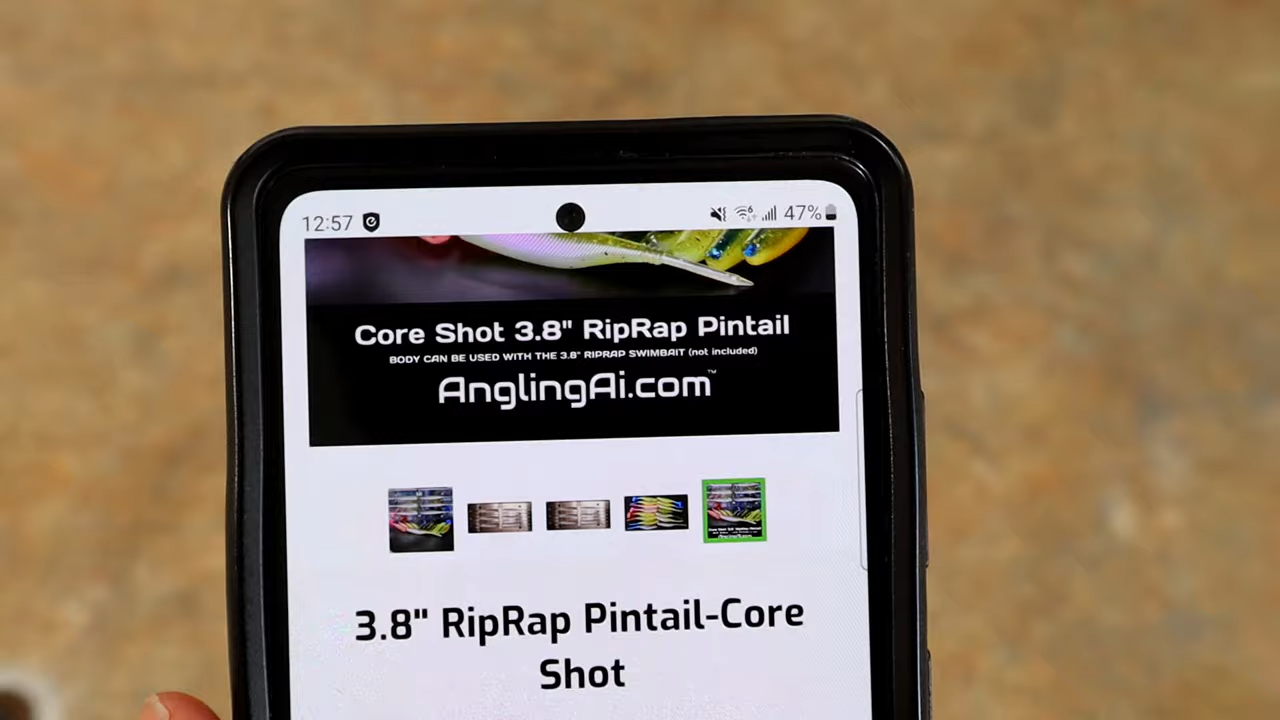 12:57
6
47%
Core Shot 3.8" RipRap Pintail
BODY CAN BE USED WITH THE 3.8" RIPRAP SWIMBAIT (not included)
AnglingAi.com™
3.8" RipRap Pintail-Core
Shot